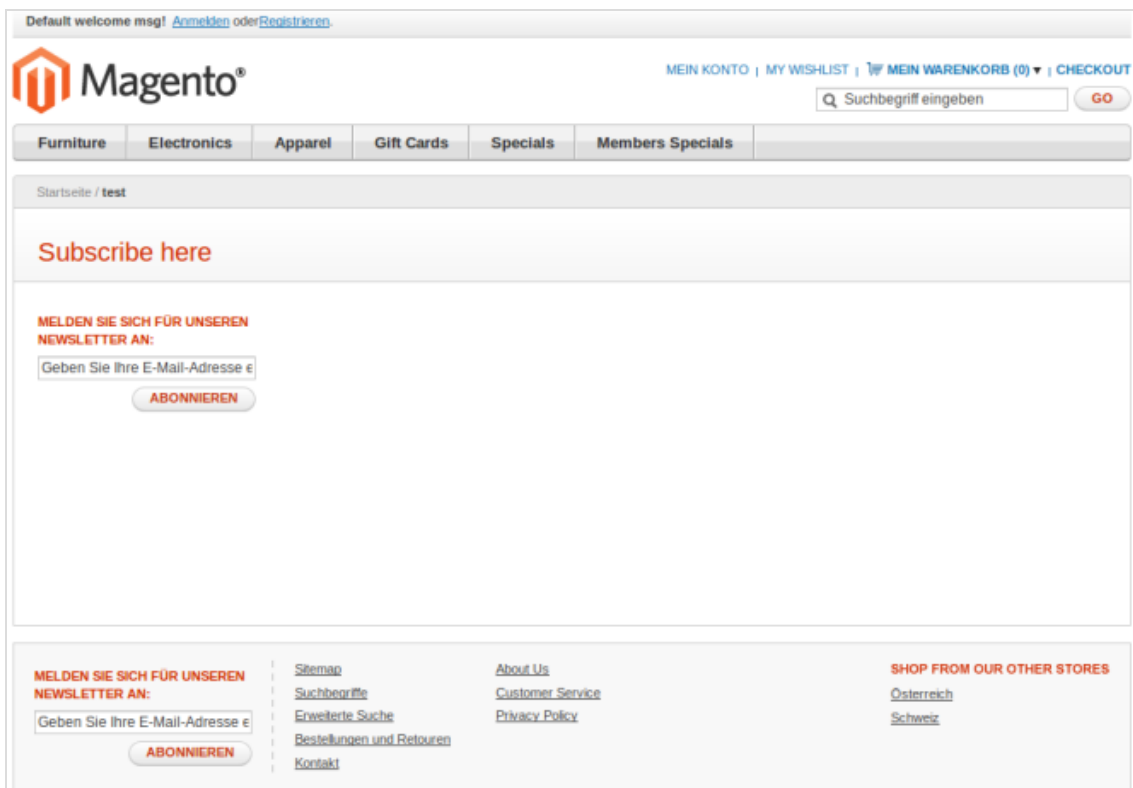 Default welcome msg! Anmelden oderRegistrieren.
Magento®
MEIN KONTO | MY WISHLIST | MEIN WARENKORB (0) ▼ | CHECKOUT
Suchbegriff eingeben GO
Furniture Electronics Apparel Gift Cards Specials Members Specials
Startseite / test
Subscribe here
MELDEN SIE SICH FÜR UNSEREN
NEWSLETTER AN:
Geben Sie Ihre E-Mail-Adresse e
ABONNIEREN
MELDEN SIE SICH FÜR UNSEREN
NEWSLETTER AN:
Geben Sie Ihre E-Mail-Adresse e
ABONNIEREN
Sitemap
Suchbegriffe
Erweiterte Suche
Bestellungen und Retouren
Kontakt
About Us
Customer Service
Privacy Policy
SHOP FROM OUR OTHER STORES
Österreich
Schweiz